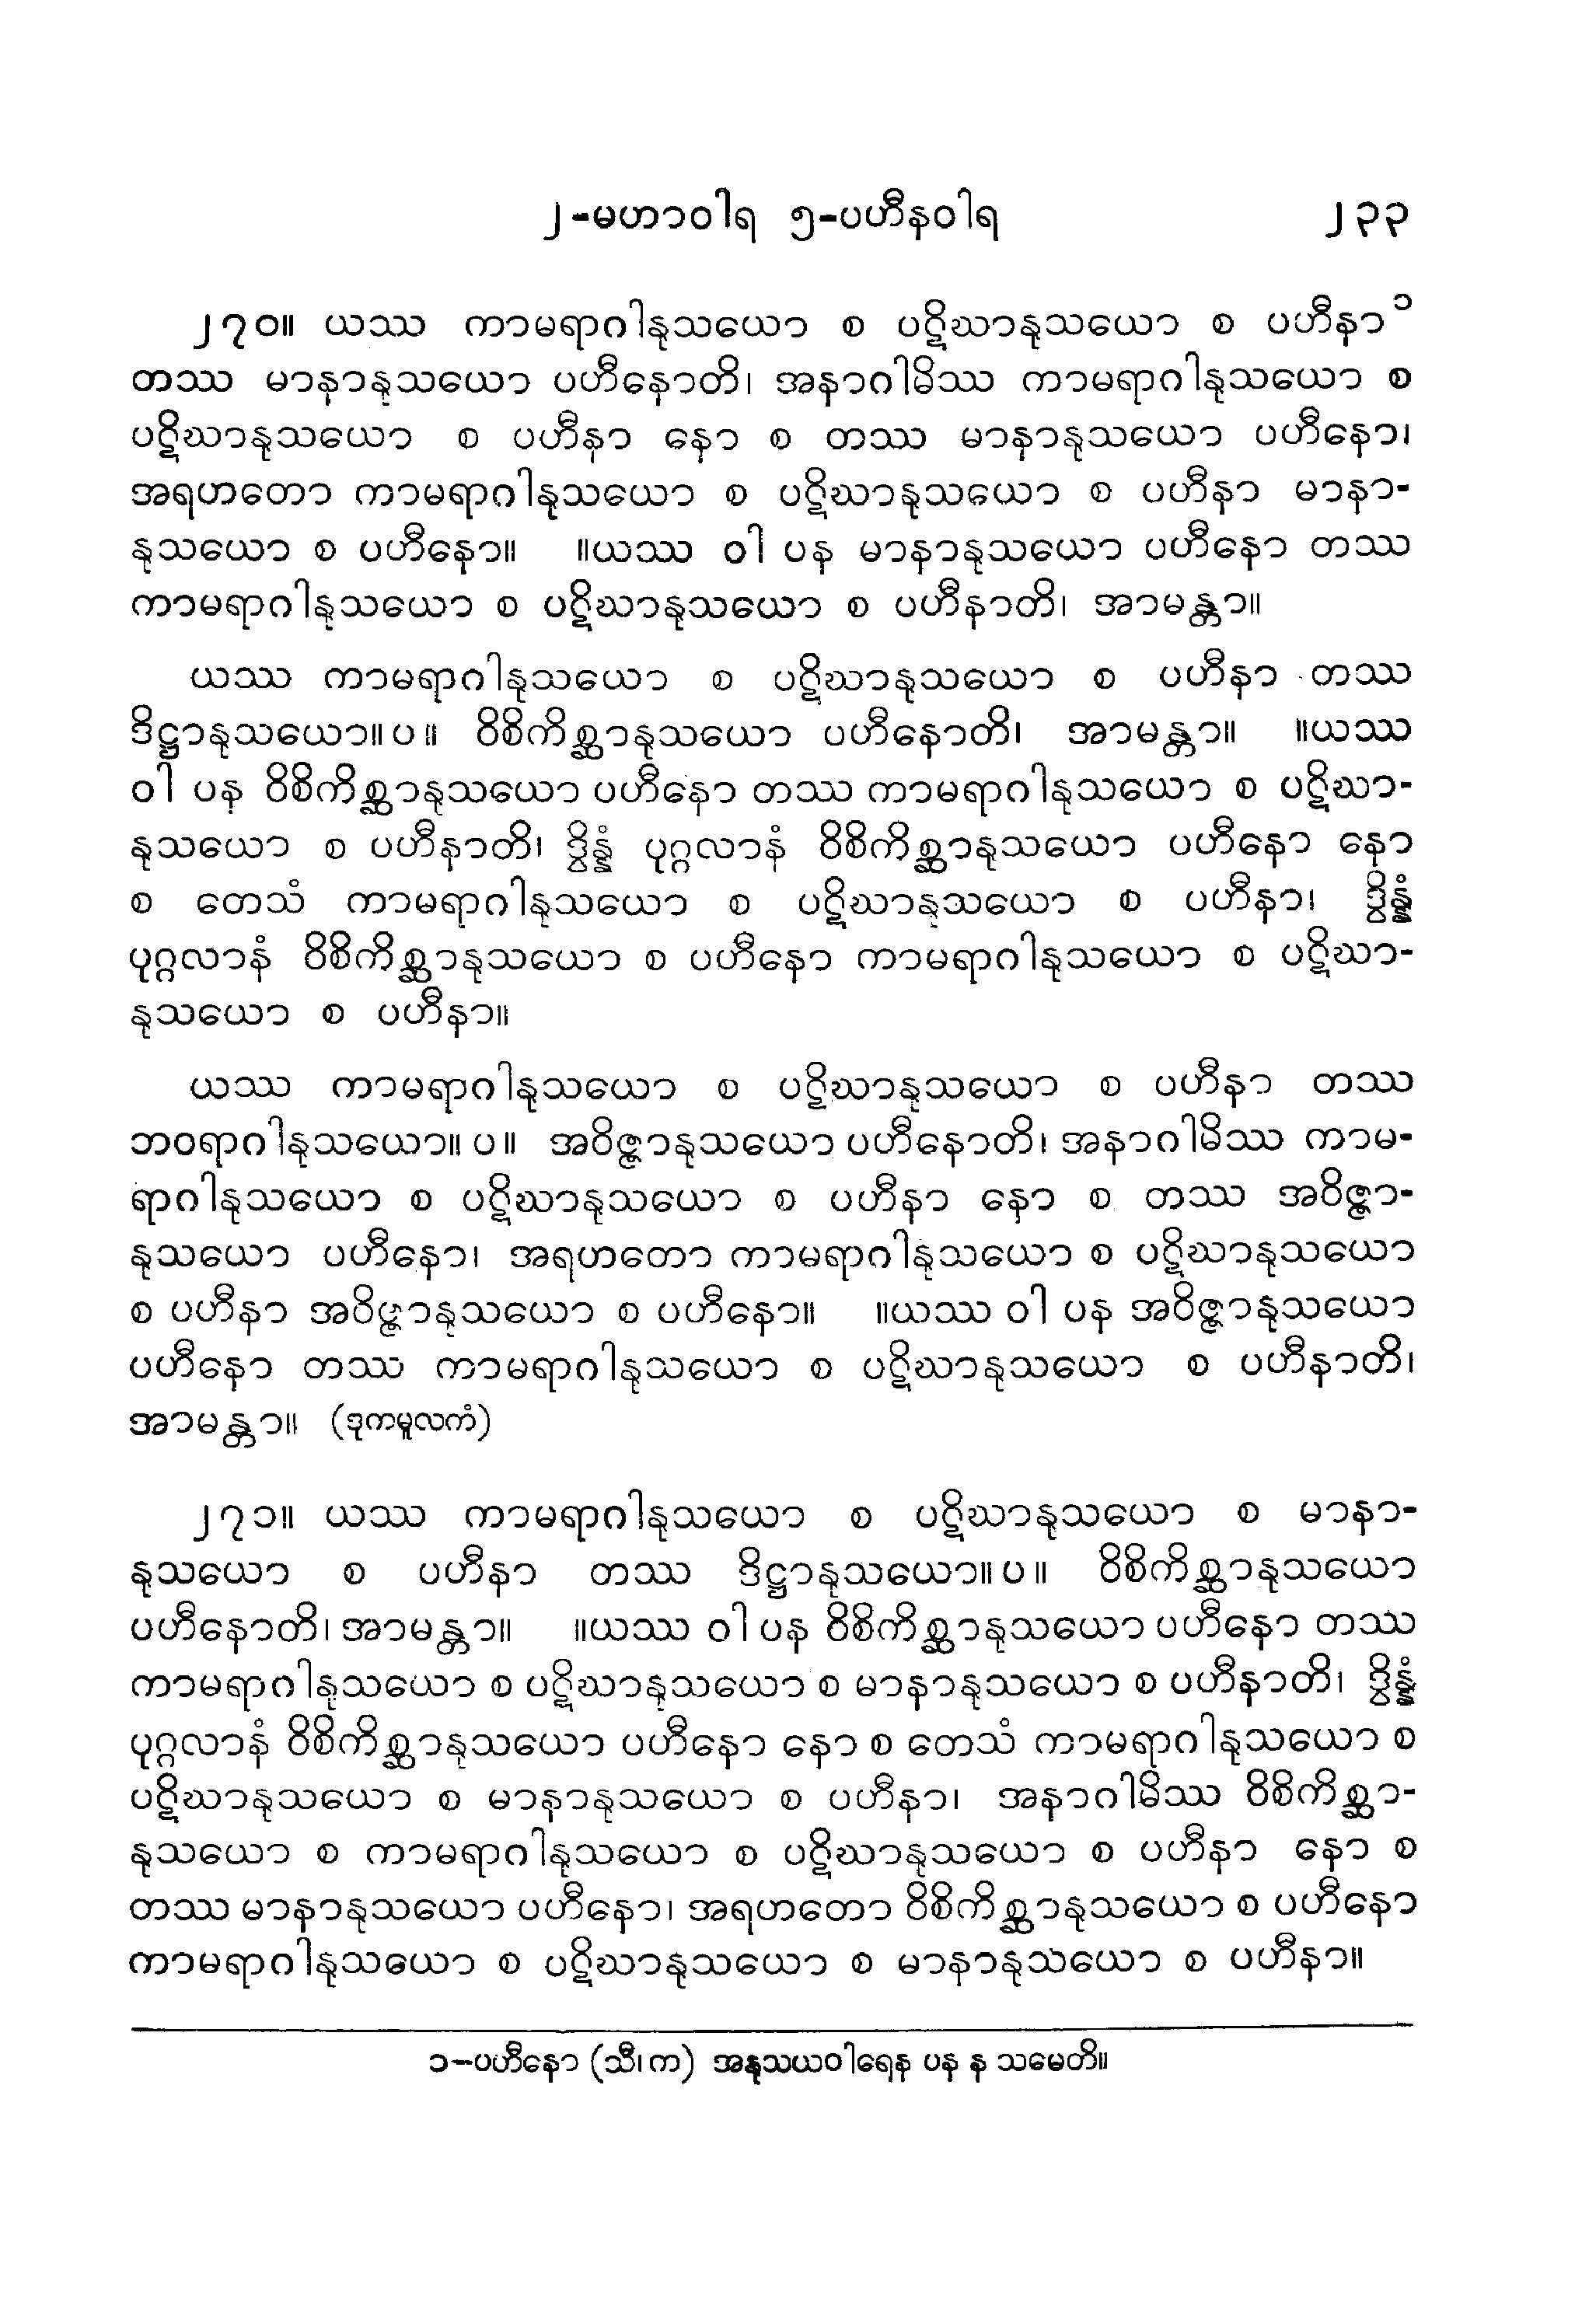 ၂-မဟာဝါရ ၅-ပဟီနဝါရ ၂၃၃
၂၇၀။ ယဿ ကာမရာဂါနုသယော စ ပဋိဃာနုသယော စ ပဟီနာ ၁
တဿ မာနာနုသယော ပဟီနောတိ၊ အနာဂါမိဿ ကာမရာဂါနုသယော စ
ပဋိဃာနုသယော စ ပဟီနာ နော စ တဿ မာနာနုသယော ပဟီနော၊
အရဟတော ကာမရာဂါနုသယော စ ပဋိဃာနုသယော စ ပဟီနာ မာနာ-
နုသယော စ ပဟီနော။ ။ယဿ ဝါ ပန မာနာနုသယော ပဟီနော တဿ
ကာမရာဂါနုသယော စ ပဋိဃာနုသယော စ ပဟီနာတိ၊ အာမန္တာ။
ယဿ ကာမရာဂါနုသယော စ ပဋိဃာနုသယော စ ပဟီနာ တဿ
ဒိဋ္ဌာနုသယော။ပ။ ဝိစိကိစ္ဆာနုသယော ပဟီနောတိ၊ အာမန္တာ။ ။ယဿ
ဝါ ပန ဝိစိကိစ္ဆာနုသယော ပဟီနော တဿ ကာမရာဂါနုသယော စ ပဋိဃာ-
နုသယော စ ပဟီနာတိ၊ ဒွိန္နံ ပုဂ္ဂလာနံ ဝိစိကိစ္ဆာနုသယော ပဟီနော နော
စ တေသံ ကာမရာဂါနုသယော စ ပဋိဃာနုသယော စ ပဟီနာ၊ ဒွိန္နံ
ပုဂ္ဂလာနံ ဝိစိကိစ္ဆာနုသယော စ ပဟီနော ကာမရာဂါနုသယော စ ပဋိဃာ-
နုသယော စ ပဟီနာ။
ယဿ ကာမရာဂါနုသယော စ ပဋိဃာနုသယော စ ပဟီနာ တဿ
ဘဝရာဂါနုသယော။ပ။ အဝိဇ္ဇာနုသယော ပဟီနောတိ၊ အနာဂါမိဿ ကာမ-
ရာဂါနုသယော စ ပဋိဃာနုသယော စ ပဟီနာ နော စ တဿ အဝိဇ္ဇာ-
နုသယော ပဟီနော၊ အရဟတော ကာမရာဂါနုသယော စ ပဋိဃာနုသယော
စ ပဟီနာ အဝိဇ္ဇာနုသယော စ ပဟီနော။ ။ယဿ ဝါ ပန အဝိဇ္ဇာနုသယော
ပဟီနော တဿ ကာမရာဂါနုသယော စ ပဋိဃာနုသယော စ ပဟီနာတိ၊
အာမန္တာ။ (ဒုကမူလကံ)
၂၇၁။ ယဿ ကာမရာဂါနုသယော စ ပဋိဃာနုသယော စ မာနာ-
နုသယော စ ပဟီနာ တဿ ဒိဋ္ဌာနုသယော။ပ။ ဝိစိကိစ္ဆာနုသယော
ပဟီနောတိ၊ အာမန္တာ။ ။ယဿ ဝါ ပန ဝိစိကိစ္ဆာနုသယော ပဟီနော တဿ
ကာမရာဂါနုသယော စ ပဋိဃာနုသယော စ မာနာနုသယော စ ပဟီနာတိ၊ ဒွိန္နံ
ပုဂ္ဂလာနံ ဝိစိကိစ္ဆာနုသယော ပဟီနော နော စ တေသံ ကာမရာဂါနုသယော စ
ပဋိဃာနုသယော စ မာနာနုသယော စ ပဟီနာ၊ အနာဂါမိဿ ဝိစိကိစ္ဆာ-
နုသယော စ ကာမရာဂါနုသယော စ ပဋိဃာနုသယော စ ပဟီနာ နော စ
တဿ မာနာနုသယော ပဟီနော၊ အရဟတော ဝိစိကိစ္ဆာနုသယော စ ပဟီနော
ကာမရာဂါနုသယော စ ပဋိဃာနုသယော စ မာနာနုသယော စ ပဟီနာ။
၁-ပဟီနော (သီ၊ က) အနုသယဝါရေန ပန န သမေတိ။